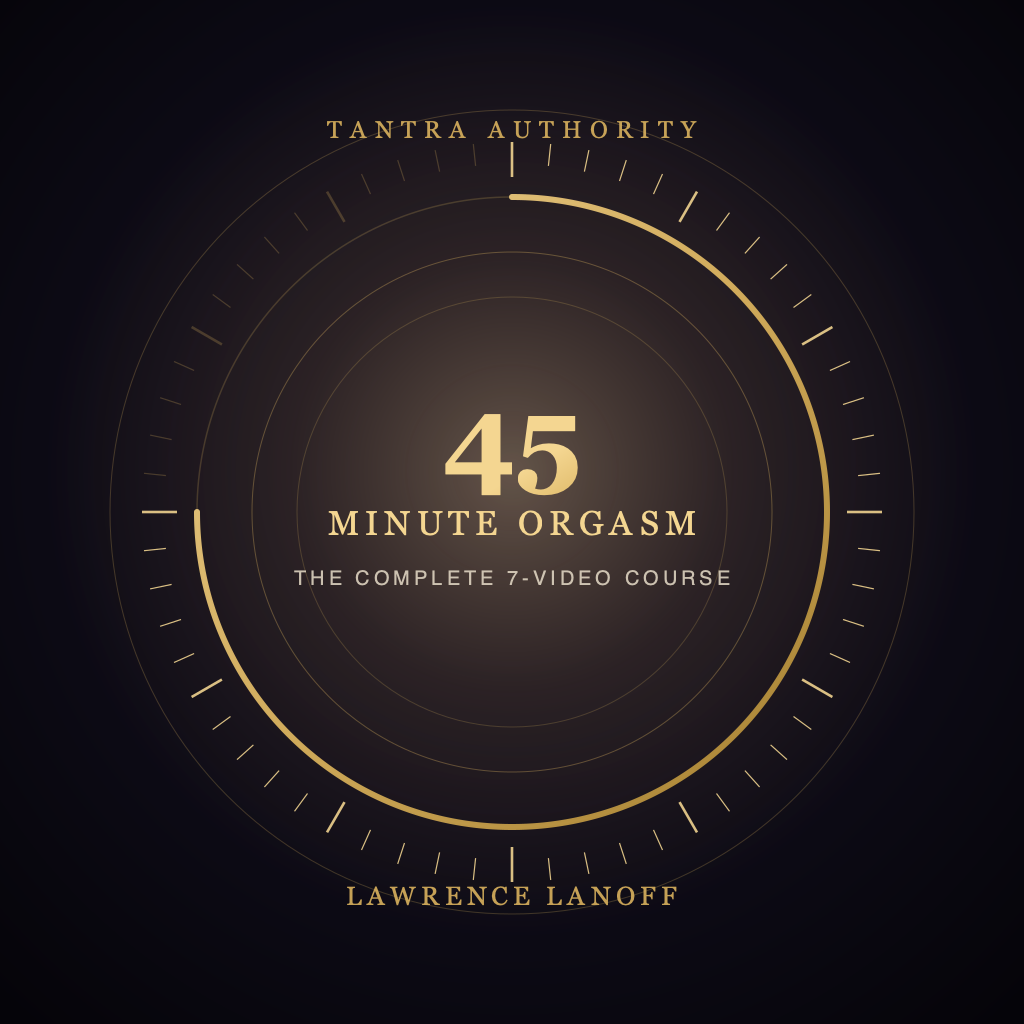 TANTRA AUTHORITY
45
MINUTE ORGASM
THE COMPLETE 7-VIDEO COURSE
LAWRENCE LANOFF